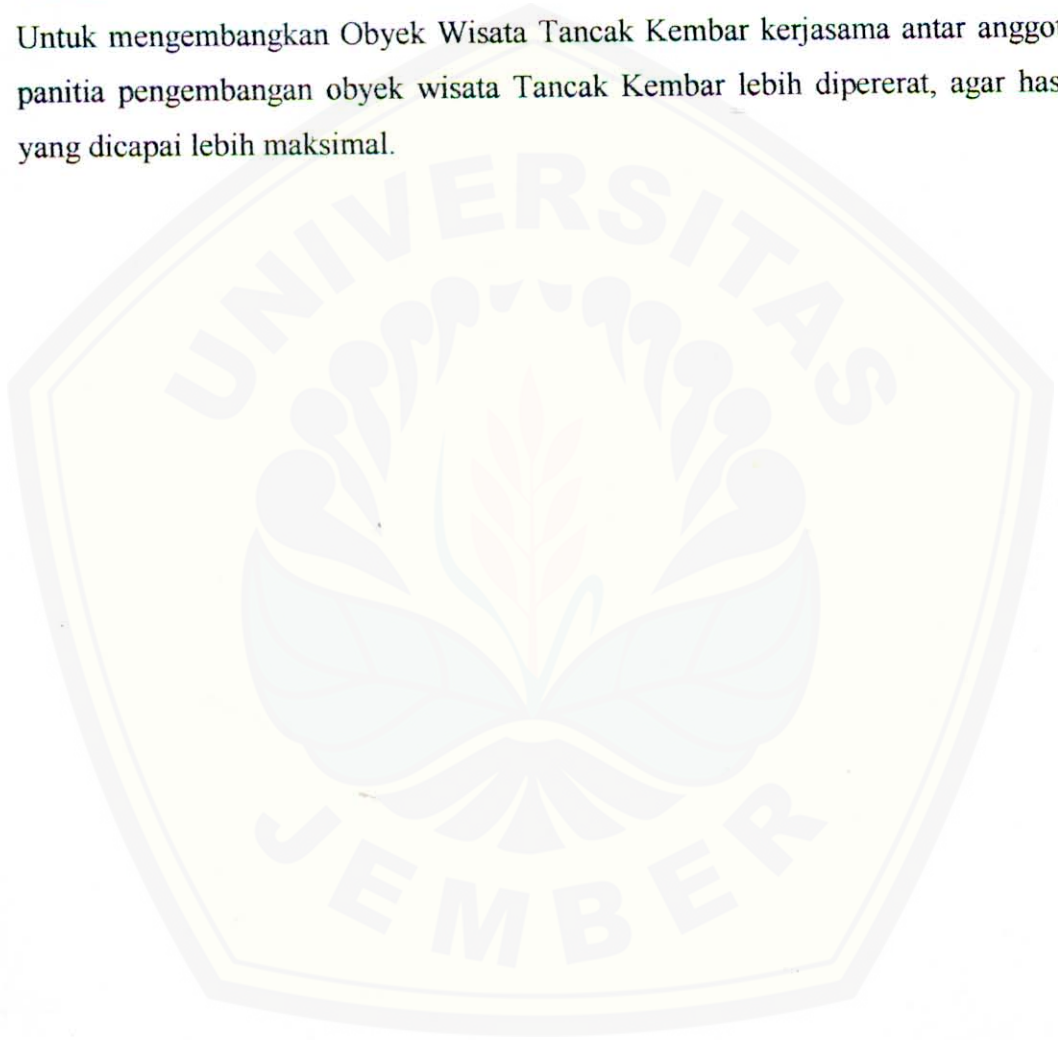 Untuk mengembangkan Obyek Wisata Tancak Kembar kerjasama antar anggo
panitia pengembangan obyek wisata Tancak Kembar lebih dipererat, agar has
yang dicapai lebih maksimal.
UNIVERSITAS
JEMBER